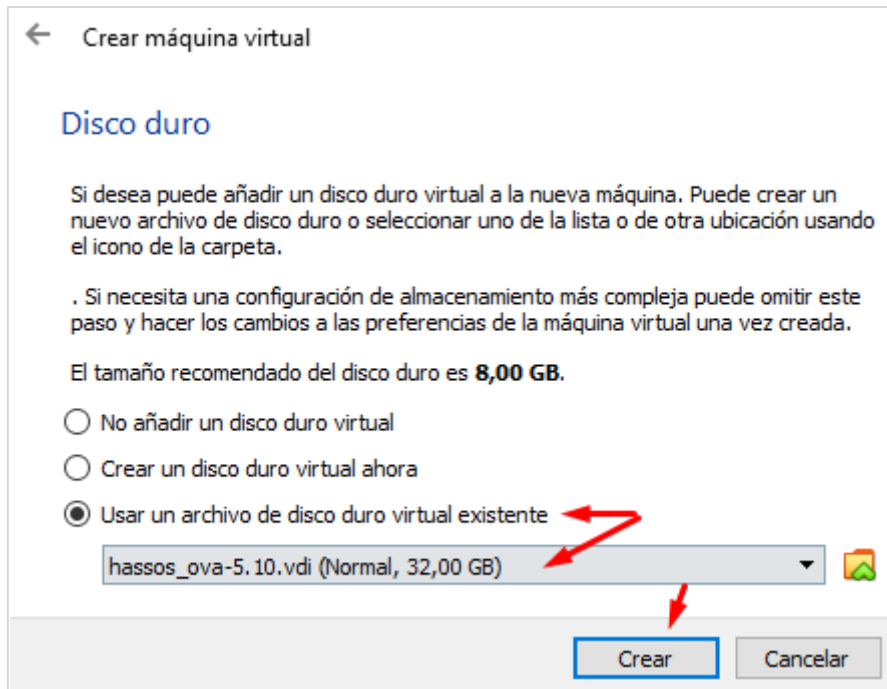 Crear máquina virtual
Disco duro
Si desea puede añadir un disco duro virtual a la nueva máquina. Puede crear un
nuevo archivo de disco duro o seleccionar uno de la lista o de otra ubicación usando
el icono de la carpeta.
. Si necesita una configuración de almacenamiento más compleja puede omitir este
paso y hacer los cambios a las preferencias de la máquina virtual una vez creada.
El tamaño recomendado del disco duro es 8,00 GB.
No añadir un disco duro virtual
Crear un disco duro virtual ahora
Usar un archivo de disco duro virtual existente
hassos_ova-5.10.vdi (Normal, 32,00 GB)
Crear
Cancelar